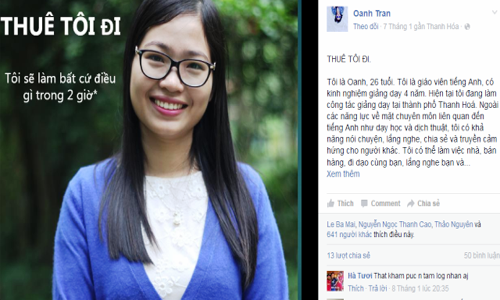 THUÊ TÔI ĐI
Tôi sẽ làm bất cứ điều
gì trong 2 giờ*
Oanh Tran
Theo dõi · 7 Tháng 1 gần Thanh Hóa ·
THUÊ TÔI ĐI.
Tôi là Oanh, 26 tuổi. Tôi là giáo viên tiếng Anh, có
kinh nghiệm giảng dạy 4 năm. Hiện tại tôi đang làm
công tác giảng dạy tại thành phố Thanh Hoá. Ngoài
các năng lực về mặt chuyên môn liên quan đến
tiếng Anh như dạy học và dịch thuật, tôi có khả
năng nói chuyện, lắng nghe, chia sẻ và truyền cảm
hứng cho người khác. Tôi có thể làm việc nhà, bán
hàng, đi dạo cùng bạn, lắng nghe bạn và...
Xem thêm
Thích Comment Chia sẻ
Le Ba Mai, Nguyễn Ngọc Thanh Cao, Thảo Nguyên và
641 người khác thích điều này.
13 lượt chia sẻ
50 bình luận
Hà Tươi That kham puc n tam log nhan aj
Thích · Trả lời · 8 Tháng 1 lúc 20:35